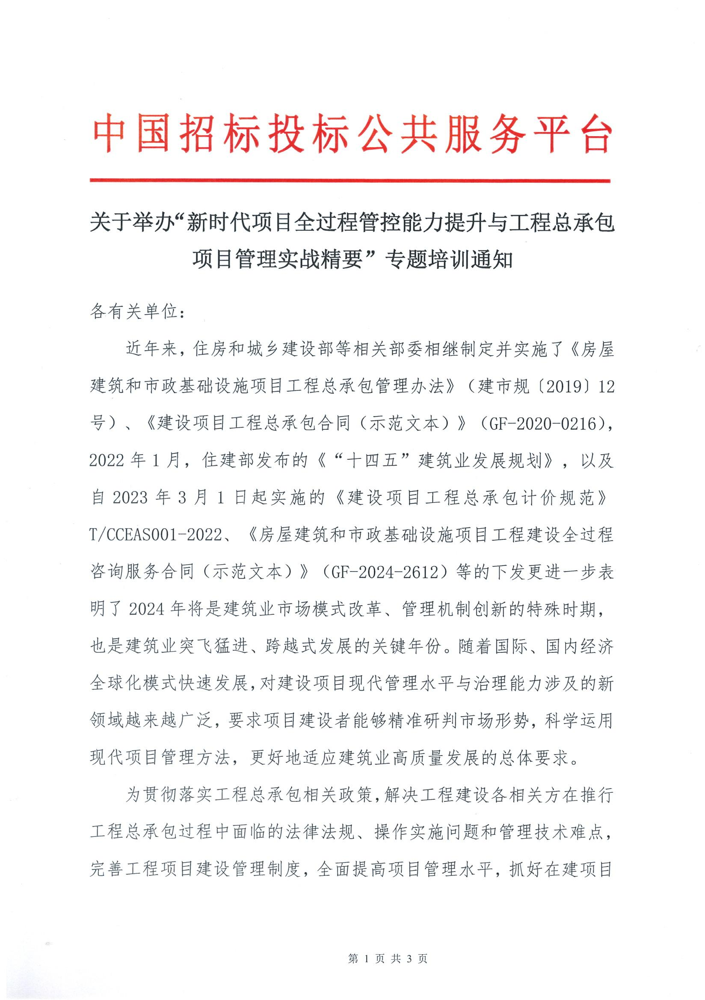 中国招标投标公共服务平台
关于举办“新时代项目全过程管控能力提升与工程总承包
项目管理实战精要”专题培训通知
各有关单位：
近年来，住房和城乡建设部等相关部委相继制定并实施了《房屋
建筑和市政基础设施项目工程总承包管理办法》（建市规〔2019〕12
号）、《建设项目工程总承包合同（示范文本）》（GF-2020-0216），
2022 年 1 月，住建部发布的《“十四五”建筑业发展规划》，以及
自 2023 年 3 月 1 日起实施的《建设项目工程总承包计价规范》
T/CCEAS001-2022、《房屋建筑和市政基础设施项目工程建设全过程
咨询服务合同（示范文本）》（GF-2024-2612）等的下发更进一步表
明了 2024 年将是建筑业市场模式改革、管理机制创新的特殊时期，
也是建筑业突飞猛进、跨越式发展的关键年份。随着国际、国内经济
全球化模式快速发展，对建设项目现代管理水平与治理能力涉及的新
领域越来越广泛，要求项目建设者能够精准研判市场形势，科学运用
现代项目管理方法，更好地适应建筑业高质量发展的总体要求。
为贯彻落实工程总承包相关政策，解决工程建设各相关方在推行
工程总承包过程中面临的法律法规、操作实施问题和管理技术难点，
完善工程项目建设管理制度，全面提高项目管理水平，抓好在建项目
第 1 页 共 3 页